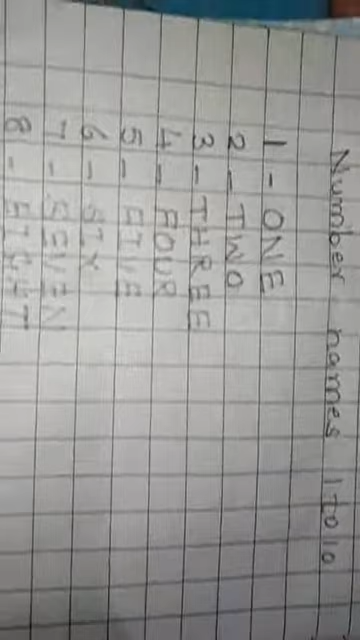 Number names 1 to 10
1 - ONE
2 - TWO
3 - THREE
4 - FOUR
5 - FIVE
6 - SIX
7 - SEVEN
8 - EIGHT